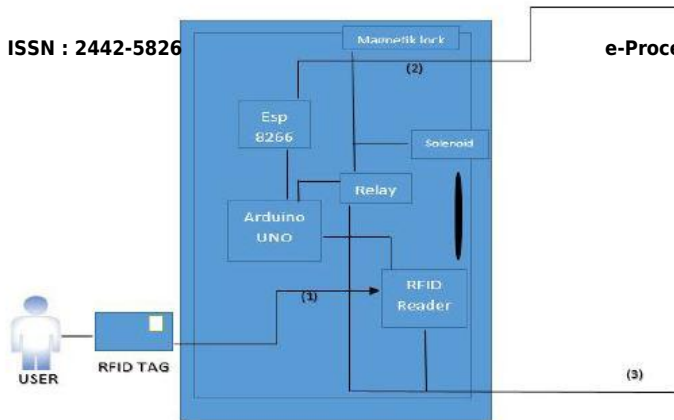 Magnetik lock
ISSN : 2442-5826
e-Proce
(2)
Esp
8266
Solenoid
Relay
Arduino
UNO
RFID
Reader
(1)
RFID TAG
USER
(3)